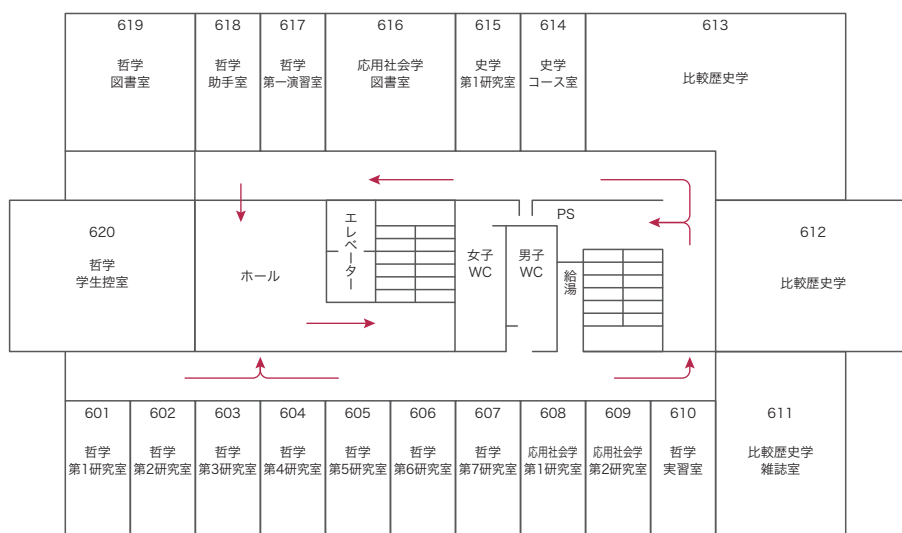 619
哲学
図書室
618
哲学
助手室
617
哲学
第一演習室
616
応用社会学
図書室
615
史学
第1研究室
614
史学
コース室
613
比較歴史学
620
哲学
学生控室
ホール
エレベーター
女子
WC
男子
WC
PS
給湯
612
比較歴史学
601
哲学
第1研究室
602
哲学
第2研究室
603
哲学
第3研究室
604
哲学
第4研究室
605
哲学
第5研究室
606
哲学
第6研究室
607
哲学
第7研究室
608
応用社会学
第1研究室
609
応用社会学
第2研究室
610
哲学
実習室
611
比較歴史学
雑誌室